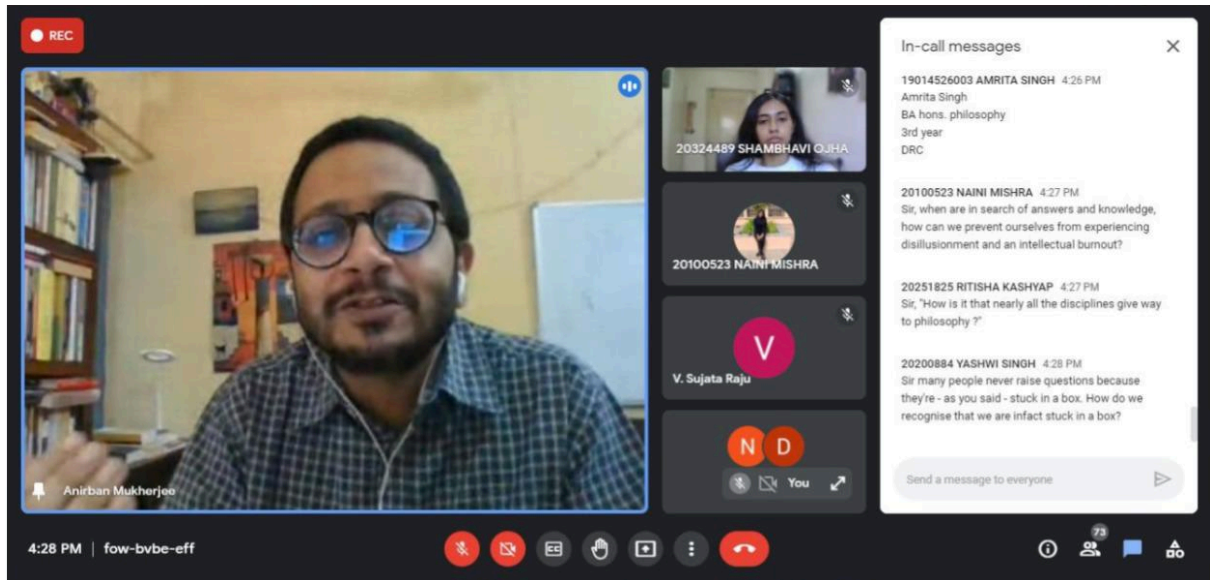 REC
Anirban Mukherjee
20324489 SHAMBHAVI OJHA
20100523 NAINI MISHRA
V
V. Sujata Raju
N D
You
In-call messages
19014526003 AMRITA SINGH 4:26 PM
Amrita Singh
BA hons. philosophy
3rd year
DRC
20100523 NAINI MISHRA 4:27 PM
Sir, when are in search of answers and knowledge,
how can we prevent ourselves from experiencing
disillusionment and an intellectual burnout?
20251825 RITISHA KASHYAP 4:27 PM
Sir, "How is it that nearly all the disciplines give way
to philosophy ?"
20200884 YASHWI SINGH 4:28 PM
Sir many people never raise questions because
they're - as you said - stuck in a box. How do we
recognise that we are infact stuck in a box?
Send a message to everyone
4:28 PM | fow-bvbe-eff
CC
73